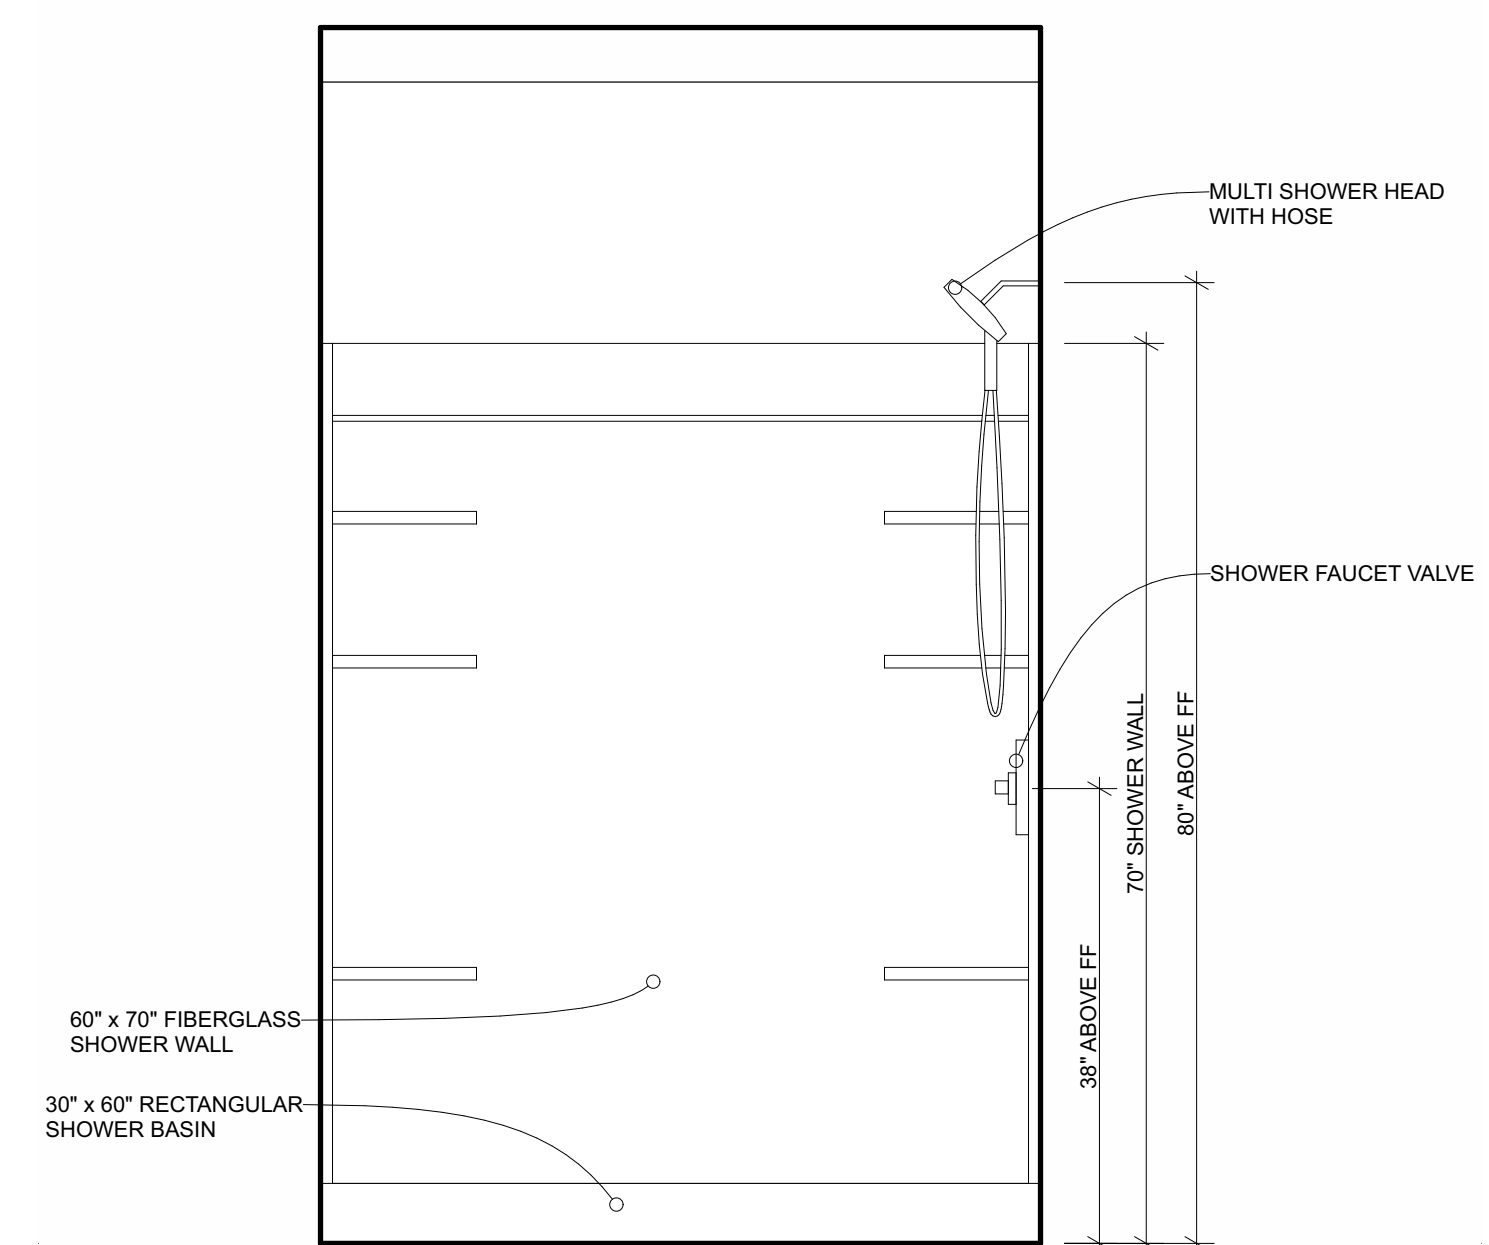 MULTI SHOWER HEAD
WITH HOSE
SHOWER FAUCET VALVE
70" SHOWER WALL
80" ABOVE FF
38" ABOVE FF
60" x 70" FIBERGLASS
SHOWER WALL
30" x 60" RECTANGULAR
SHOWER BASIN